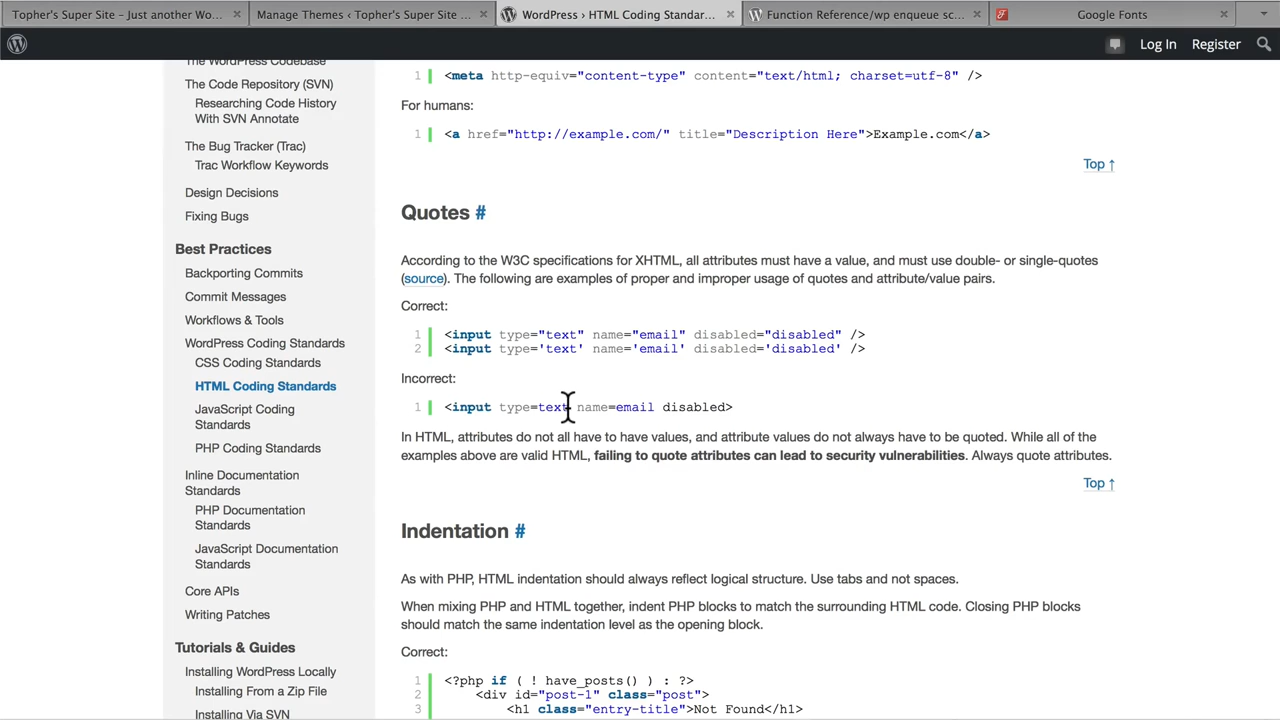 Topher's Super Site – Just another Wo...
Manage Themes ‹ Topher's Super Site ...
WordPress › HTML Coding Standar...
Function Reference/wp enqueue sc...
Google Fonts
Log In
Register
The WordPress Codebase
The Code Repository (SVN)
Researching Code History
With SVN Annotate
The Bug Tracker (Trac)
Trac Workflow Keywords
Design Decisions
Fixing Bugs
Best Practices
Backporting Commits
Commit Messages
Workflows & Tools
WordPress Coding Standards
CSS Coding Standards
HTML Coding Standards
JavaScript Coding
Standards
PHP Coding Standards
Inline Documentation
Standards
PHP Documentation
Standards
JavaScript Documentation
Standards
Core APIs
Writing Patches
Tutorials & Guides
Installing WordPress Locally
Installing From a Zip File
Installing Via SVN
1 <meta http-equiv="content-type" content="text/html; charset=utf-8" />
For humans:
1 <a href="http://example.com/" title="Description Here">Example.com</a>
Top ↑
Quotes #
According to the W3C specifications for XHTML, all attributes must have a value, and must use double- or single-quotes
(source). The following are examples of proper and improper usage of quotes and attribute/value pairs.
Correct:
1 <input type="text" name="email" disabled="disabled" />
2 <input type='text' name='email' disabled='disabled' />
Incorrect:
1 <input type=text name=email disabled>
In HTML, attributes do not all have to have values, and attribute values do not always have to be quoted. While all of the
examples above are valid HTML, failing to quote attributes can lead to security vulnerabilities. Always quote attributes.
Top ↑
Indentation #
As with PHP, HTML indentation should always reflect logical structure. Use tabs and not spaces.
When mixing PHP and HTML together, indent PHP blocks to match the surrounding HTML code. Closing PHP blocks
should match the same indentation level as the opening block.
Correct:
1 <?php if ( ! have_posts() ) : ?>
2 <div id="post-1" class="post">
3 <h1 class="entry-title">Not Found</h1>